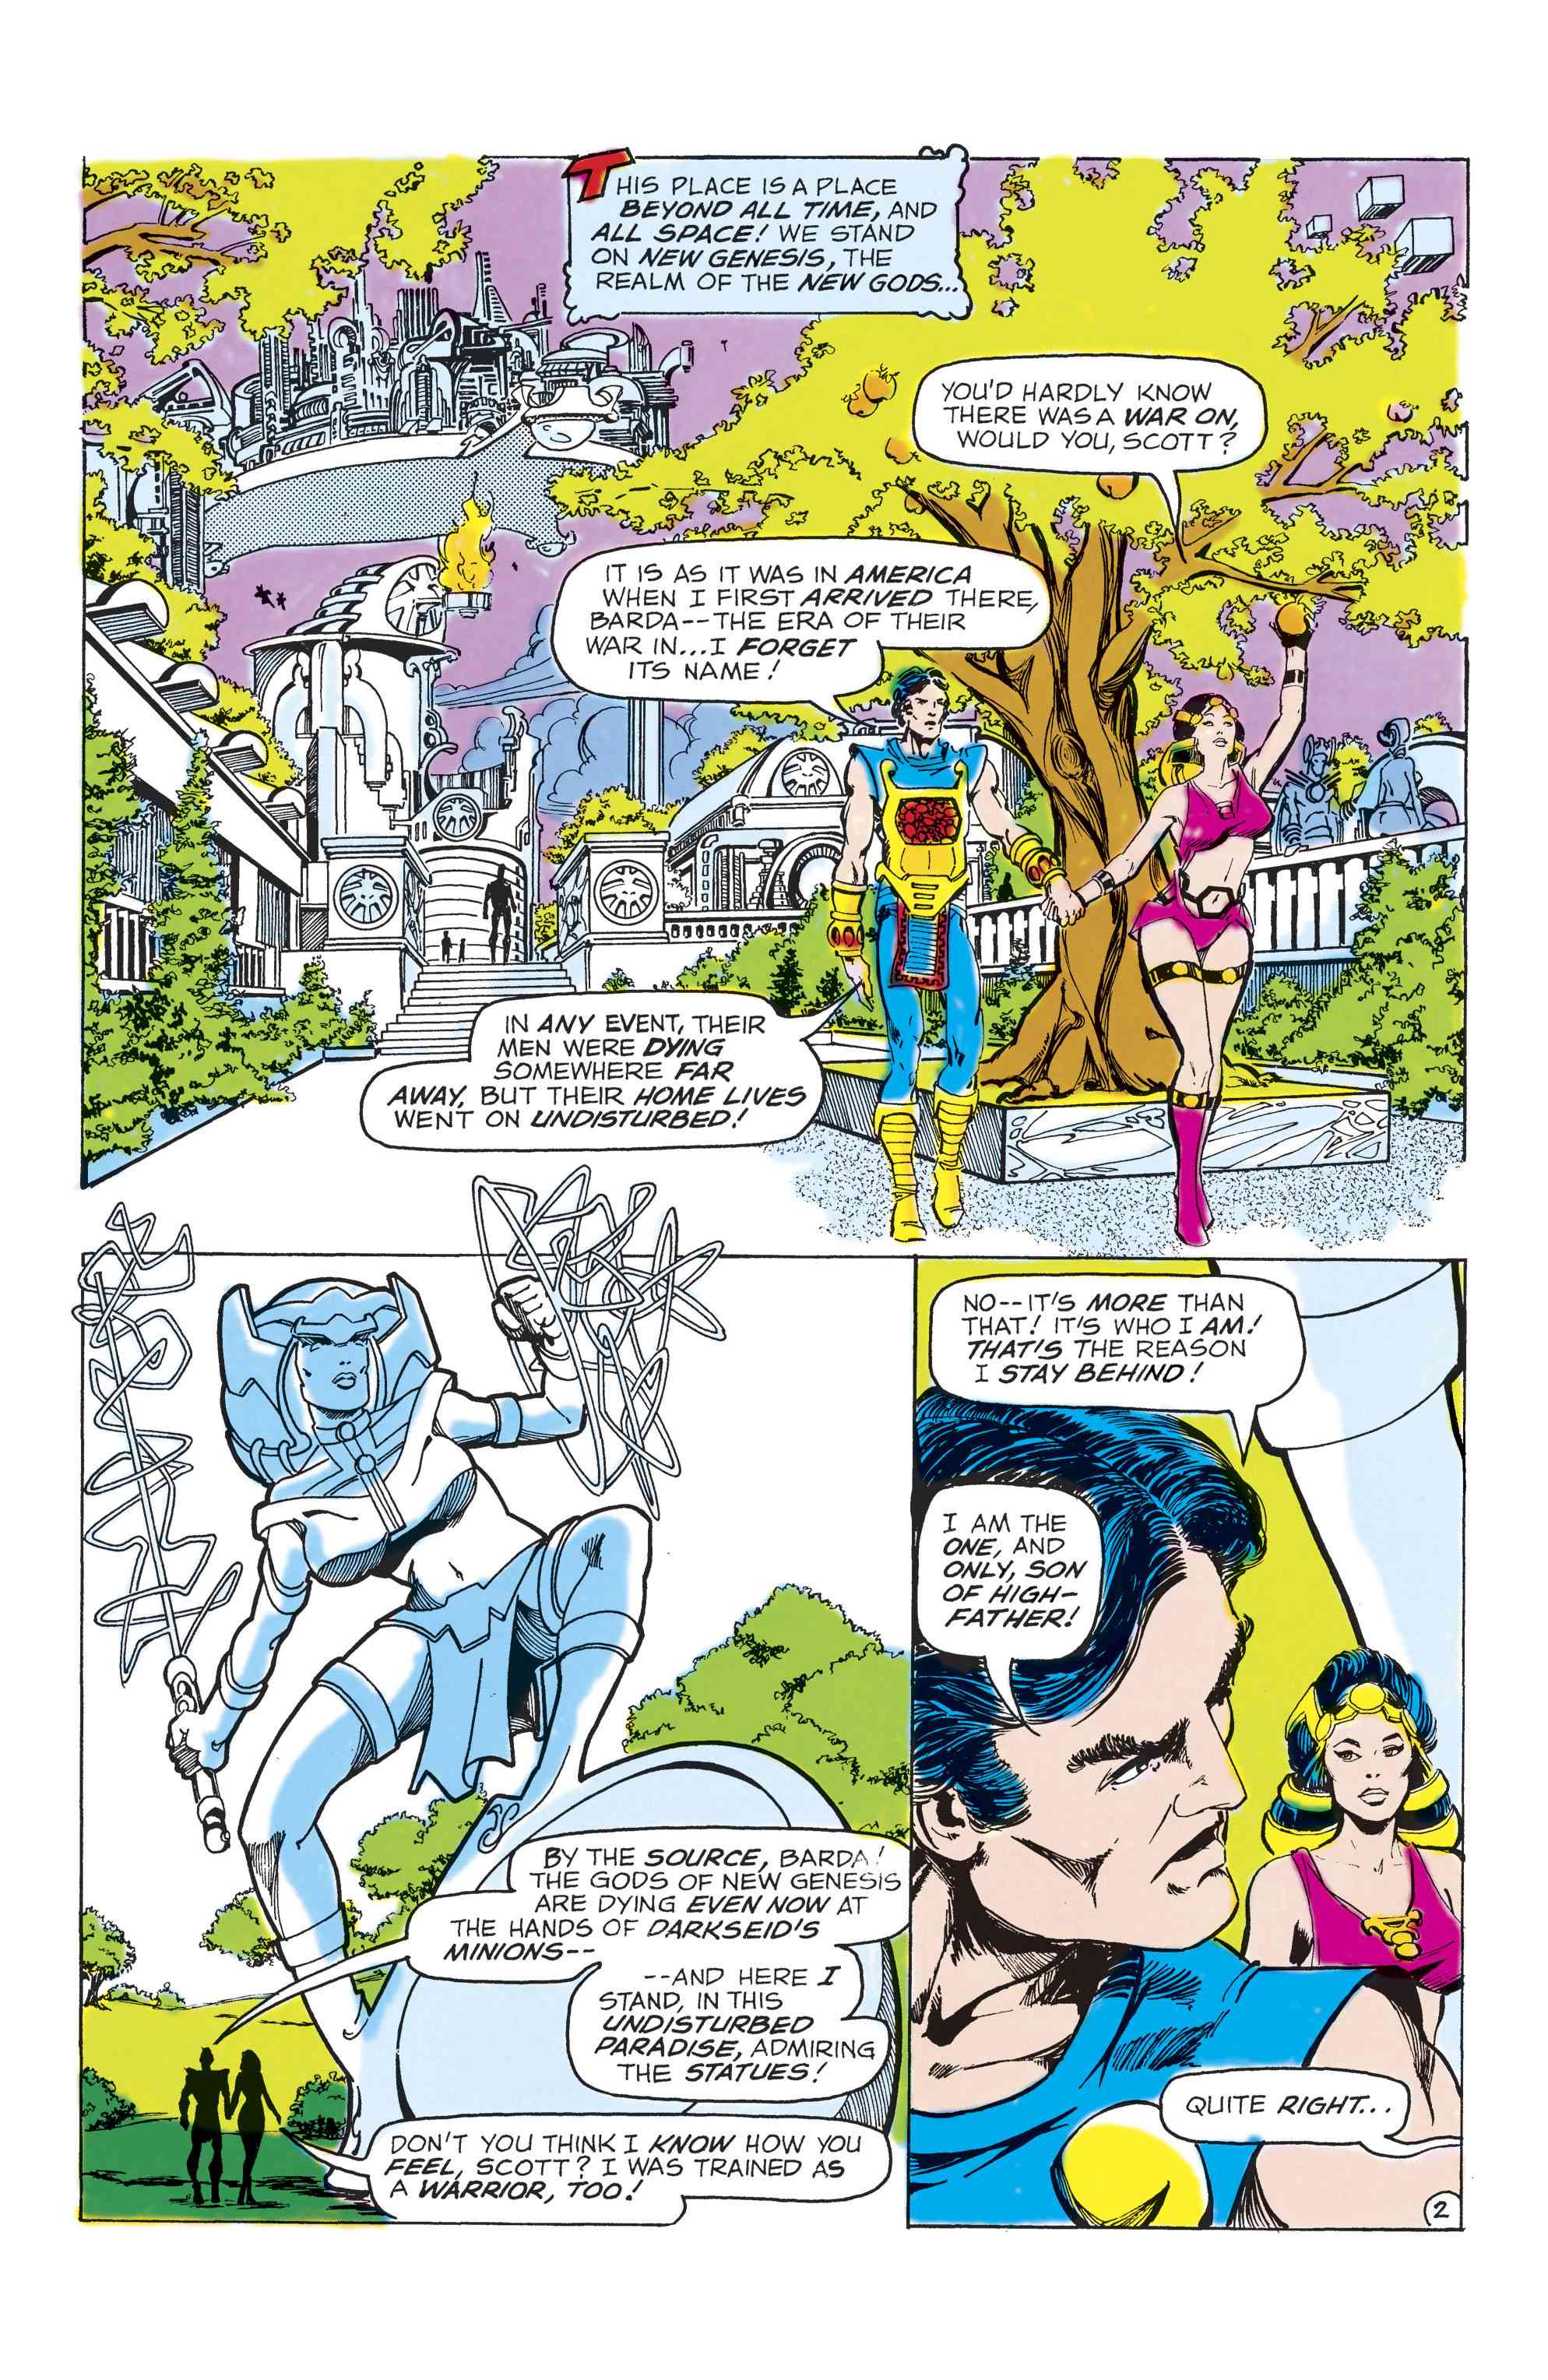 THIS PLACE IS A PLACE
BEYOND ALL TIME, AND
ALL SPACE! WE STAND
ON NEW GENESIS, THE
REALM OF THE NEW GODS...
YOU'D HARDLY KNOW
THERE WAS A WAR ON,
WOULD YOU, SCOTT?
IT IS AS IT WAS IN AMERICA
WHEN I FIRST ARRIVED THERE,
BARDA--THE ERA OF THEIR
WAR IN...I FORGET
ITS NAME!
IN ANY EVENT, THEIR
MEN WERE DYING
SOMEWHERE FAR
AWAY, BUT THEIR HOME LIVES
WENT ON UNDISTURBED!
BY THE SOURCE, BARDA!
THE GODS OF NEW GENESIS
ARE DYING EVEN NOW AT
THE HANDS OF DARKSEID'S
MINIONS--
--AND HERE I
STAND, IN THIS
UNDISTURBED
PARADISE, ADMIRING
THE STATUES!
DON'T YOU THINK I KNOW HOW YOU
FEEL, SCOTT? I WAS TRAINED AS
A WARRIOR, TOO!
NO--IT'S MORE THAN
THAT! IT'S WHO I AM!
THAT'S THE REASON
I STAY BEHIND!
I AM THE
ONE, AND
ONLY, SON
OF HIGH-
FATHER!
QUITE RIGHT...
2